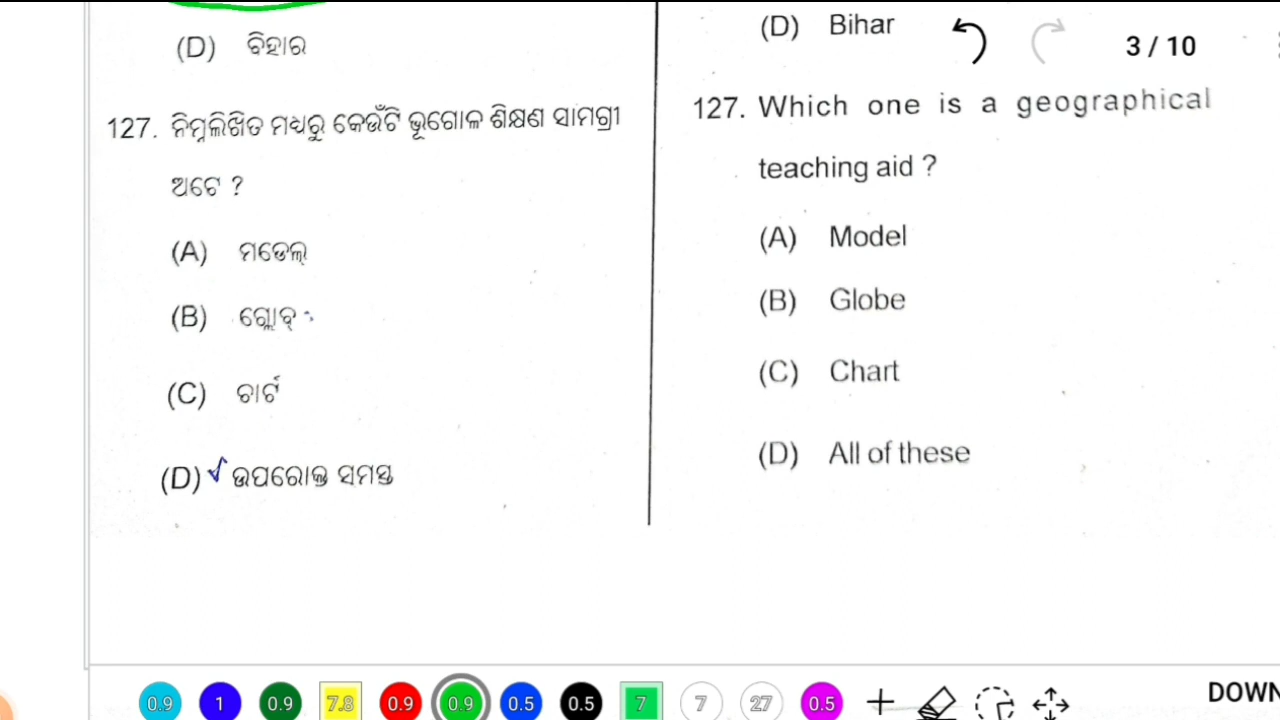 (D) ବିହାର
127. ନିମ୍ନଲିଖିତ ମଧ୍ୟରୁ କେଉଁଟି ଭୂଗୋଳ ଶିକ୍ଷଣ ସାମଗ୍ରୀ
ଅଟେ ?
(A) ମଡେଲ୍
(B) ଗ୍ଲୋବ୍
(C) ଚାର୍ଟ
(D) ଉପରୋକ୍ତ ସମସ୍ତ
(D) Bihar
3 / 10
127. Which one is a geographical
teaching aid ?
(A) Model
(B) Globe
(C) Chart
(D) All of these
0.9 1 0.9 7.8 0.9 0.9 0.5 0.5 7 7 27 0.5
DOWN